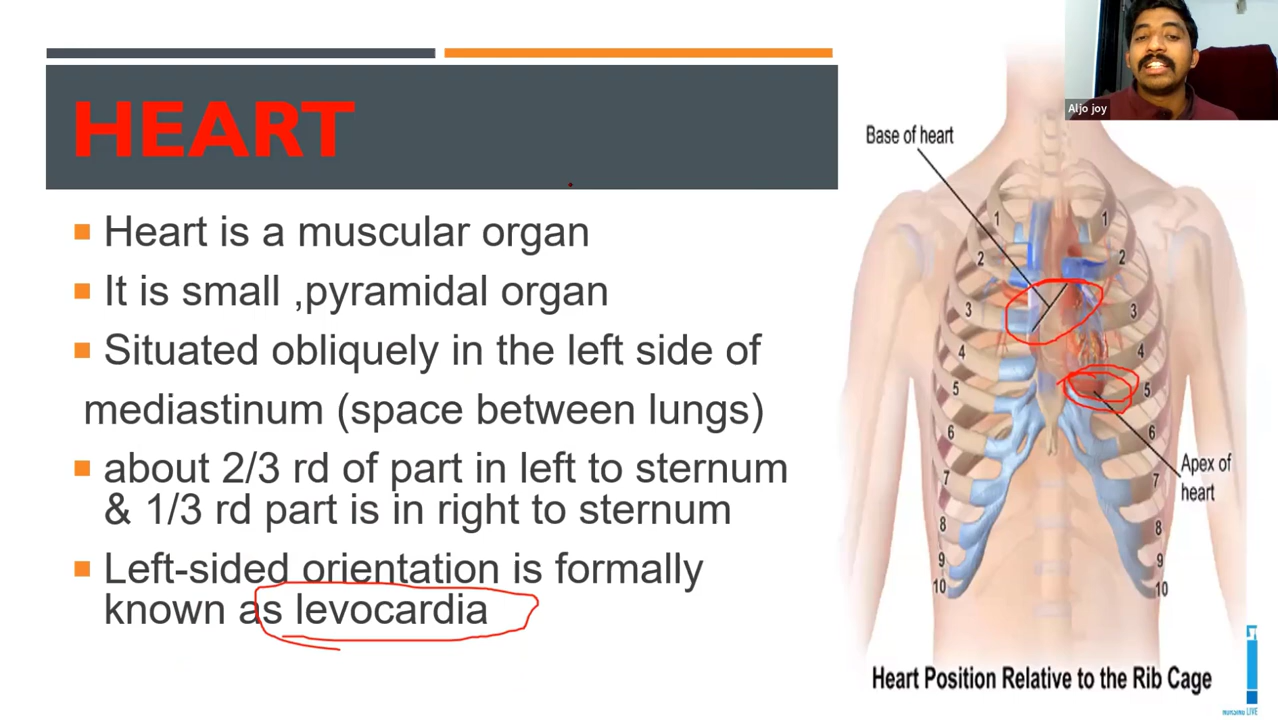 Aljo joy
HEART
Heart is a muscular organ
It is small ,pyramidal organ
Situated obliquely in the left side of
mediastinum (space between lungs)
about 2/3 rd of part in left to sternum
& 1/3 rd part is in right to sternum
Left-sided orientation is formally
known as levocardia
Base of heart
1 1
2 2
3 3
4 4
5 5
6 6
7 7
8 8
9 9
10 10
Apex of
heart
Heart Position Relative to the Rib Cage
LIVE